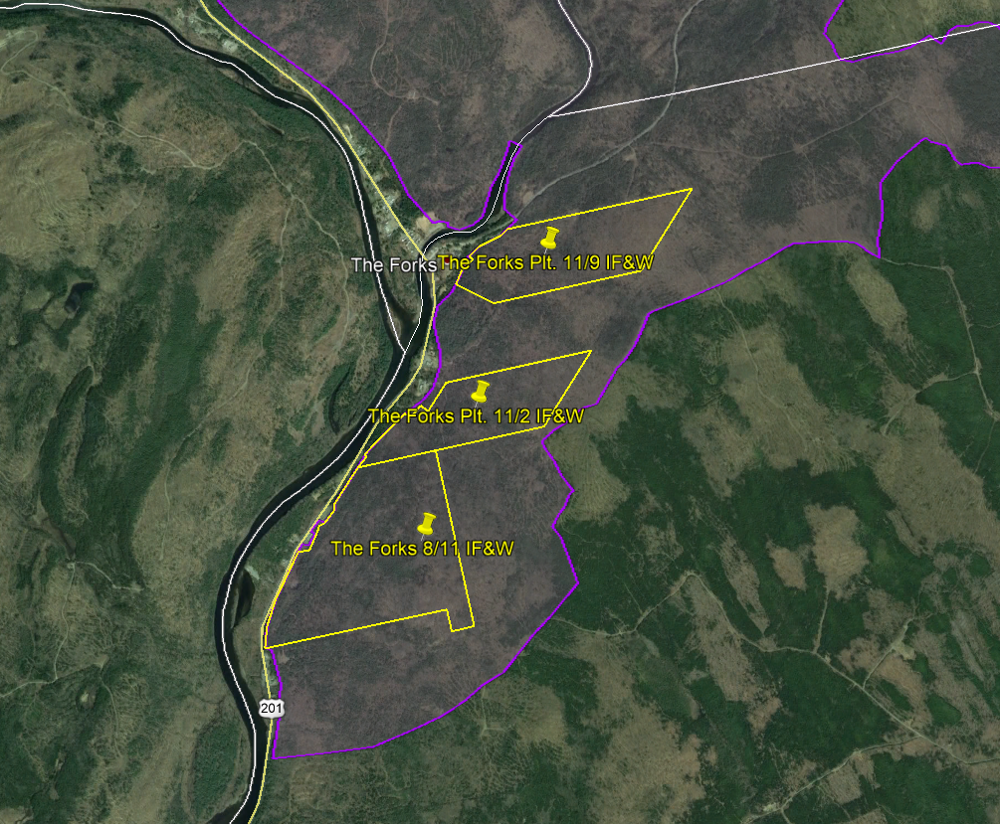 The Forks
The Forks Plt. 11/9 IF&W
The Forks Plt. 11/2 IF&W
The Forks 8/11 IF&W
201